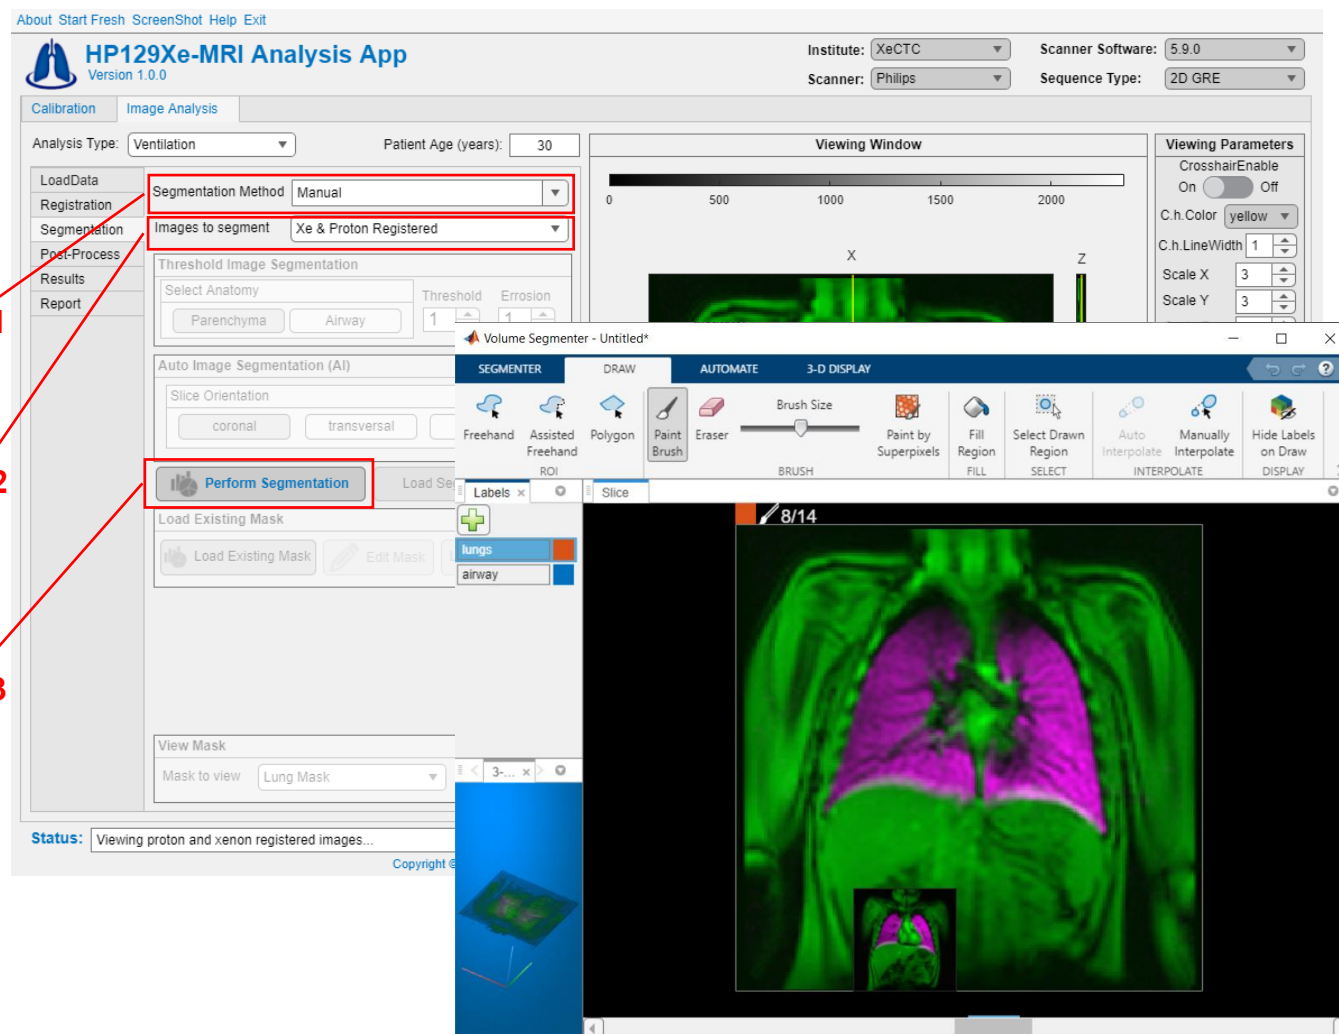 About Start Fresh ScreenShot Help Exit
HP129Xe-MRI Analysis App
Version 1.0.0
Institute: XeCTC
Scanner Software: 5.9.0
Scanner: Philips
Sequence Type: 2D GRE
Calibration Image Analysis
Analysis Type: Ventilation
Patient Age (years): 30
Viewing Window
Viewing Parameters
LoadData
Registration
Segmentation
Post-Process
Results
Report
Segmentation Method Manual
Images to segment Xe & Proton Registered
Threshold Image Segmentation
Select Anatomy
Threshold Errosion
Parenchyma Airway 1 1
Auto Image Segmentation (AI)
Slice Orientation
coronal transversal
Perform Segmentation
Load Se
Load Existing Mask
Load Existing Mask Edit Mask
View Mask
Mask to view Lung Mask
Status: Viewing proton and xenon registered images...
Copyright ©
1
2
3
0 500 1000 1500 2000
X
Z
CrosshairEnable
On Off
C.h.Color yellow
C.h.LineWidth 1
Scale X 3
Scale Y 3
Volume Segmenter - Untitled*
SEGMENTER DRAW AUTOMATE 3-D DISPLAY
Freehand
Assisted Freehand
Polygon
Paint Brush
Eraser
Brush Size
Paint by Superpixels
Fill Region
Select Drawn Region
Auto Interpolate
Manually Interpolate
Hide Labels on Draw
ROI BRUSH FILL SELECT INTERPOLATE DISPLAY
Labels
Slice
lungs
airway
8/14
3-...